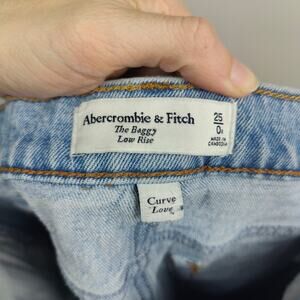 Abercrombie & Fitch
The Baggy
Low Rise
25
0R
MADE IN
CAMBODIA
Curve
Love